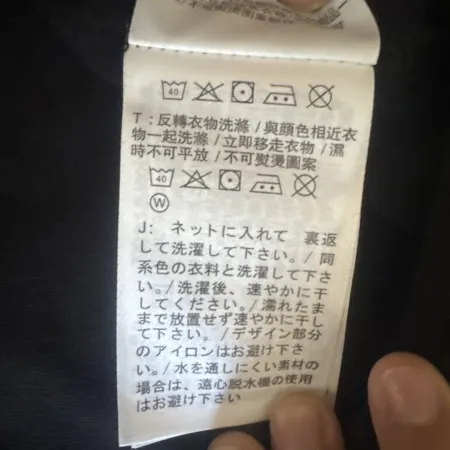 40
T:反轉衣物洗滌/與顏色相近衣
物一起洗滌/立即移走衣物/濕
時不可平放/不可熨燙圖案
40
W
J: ネットに入れて 裏返
して洗濯して下さい。/同
系色の衣料と洗濯して下さ
い。/洗濯後、速やかに干
してください。/濡れたま
まで放置せず速やかに干し
て下さい。/デザイン部分
のアイロンはお避け下さ
い。/水を通しにくい素材の
場合は、遠心脱水機の使用
はお避け下さい